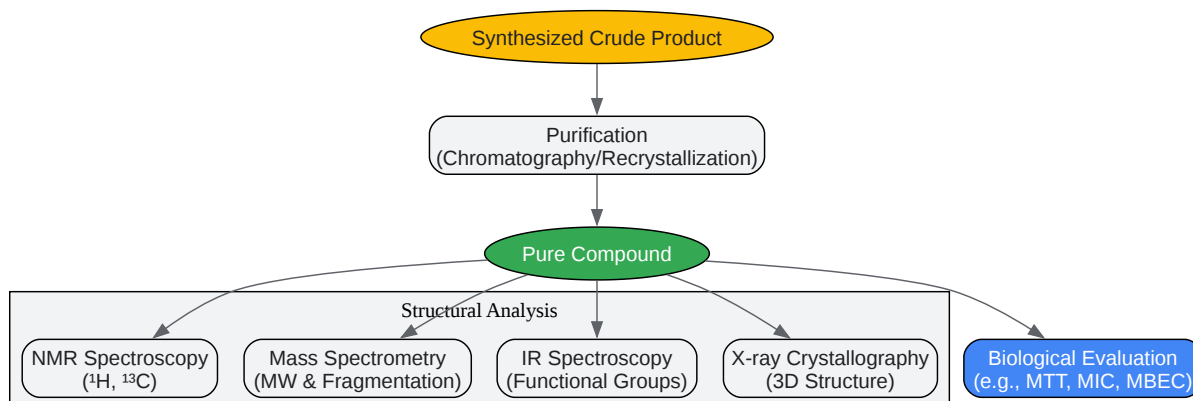 Synthesized Crude Product
Purification
(Chromatography/Recrystallization)
Pure Compound
Structural Analysis
NMR Spectroscopy
(¹H, ¹³C)
Mass Spectrometry
(MW & Fragmentation)
IR Spectroscopy
(Functional Groups)
X-ray Crystallography
(3D Structure)
Biological Evaluation
(e.g., MTT, MIC, MBEC)